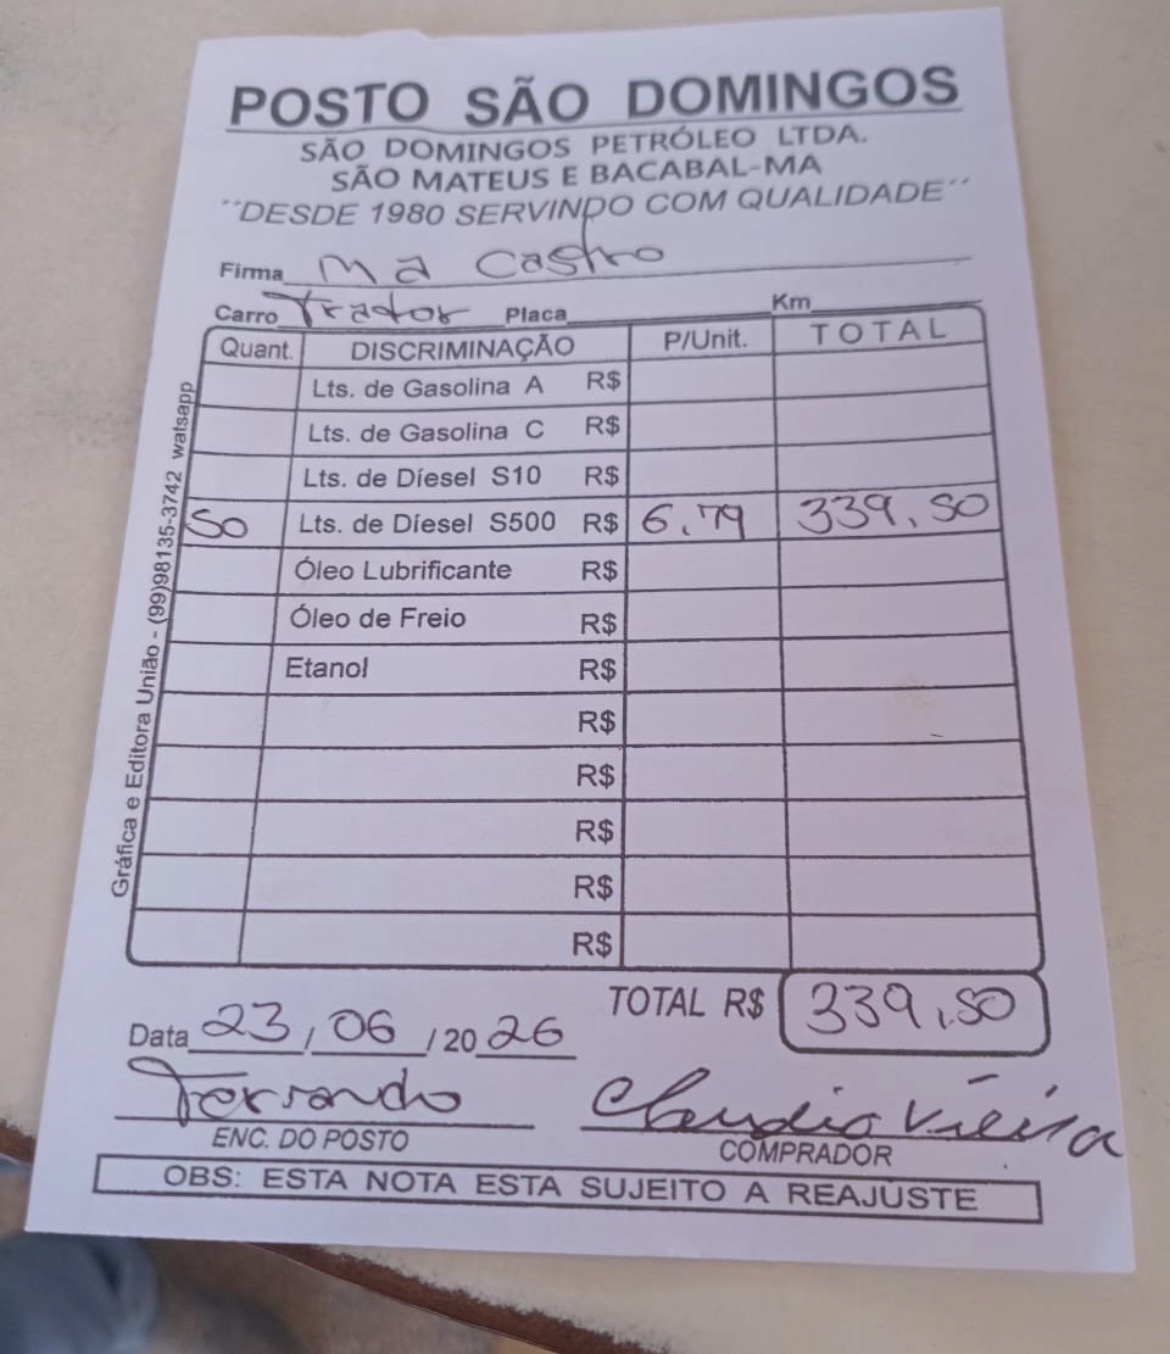 POSTO SÃO DOMINGOS
SÃO DOMINGOS PETRÓLEO LTDA.
SÃO MATEUS E BACABAL-MA
¨DESDE 1980 SERVINDO COM QUALIDADE¨
Firma Ma Castro
Carro Trator Placa Km
Quant. DISCRIMINAÇÃO P/Unit. TOTAL
Lts. de Gasolina A R$
Lts. de Gasolina C R$
Lts. de Díesel S10 R$
50 Lts. de Díesel S500 R$ 6,79 339,50
Óleo Lubrificante R$
Óleo de Freio R$
Etanol R$
R$
R$
R$
R$
R$
Gráfica e Editora União - (99)98135-3742 watsapp
TOTAL R$ 339,50
Data 23/06/2026
Fernando Claudio Vieira
ENC. DO POSTO COMPRADOR
OBS: ESTA NOTA ESTA SUJEITO A REAJUSTE